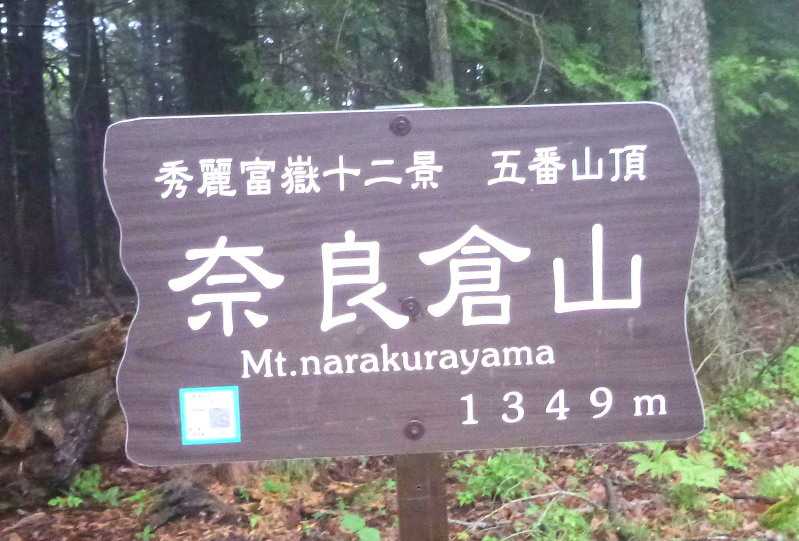 秀麗富嶽十二景 五番山頂
奈良倉山
Mt.narakurayama
1349m